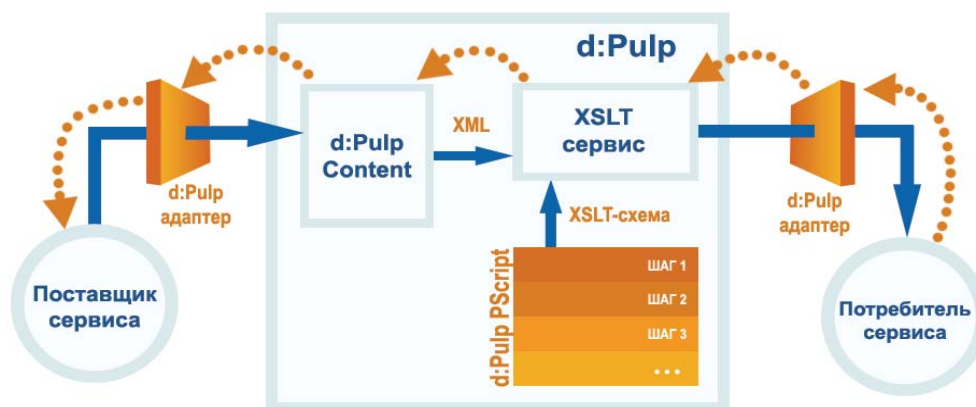 d:Pulp
d:Pulp
Content
XML
XSLT
сервис
XSLT-схема
d:Pulp
адаптер
d:Pulp
адаптер
Поставщик
сервиса
d:Pulp PScript
ШАГ 1
ШАГ 2
ШАГ 3
...
Потребитель
сервиса